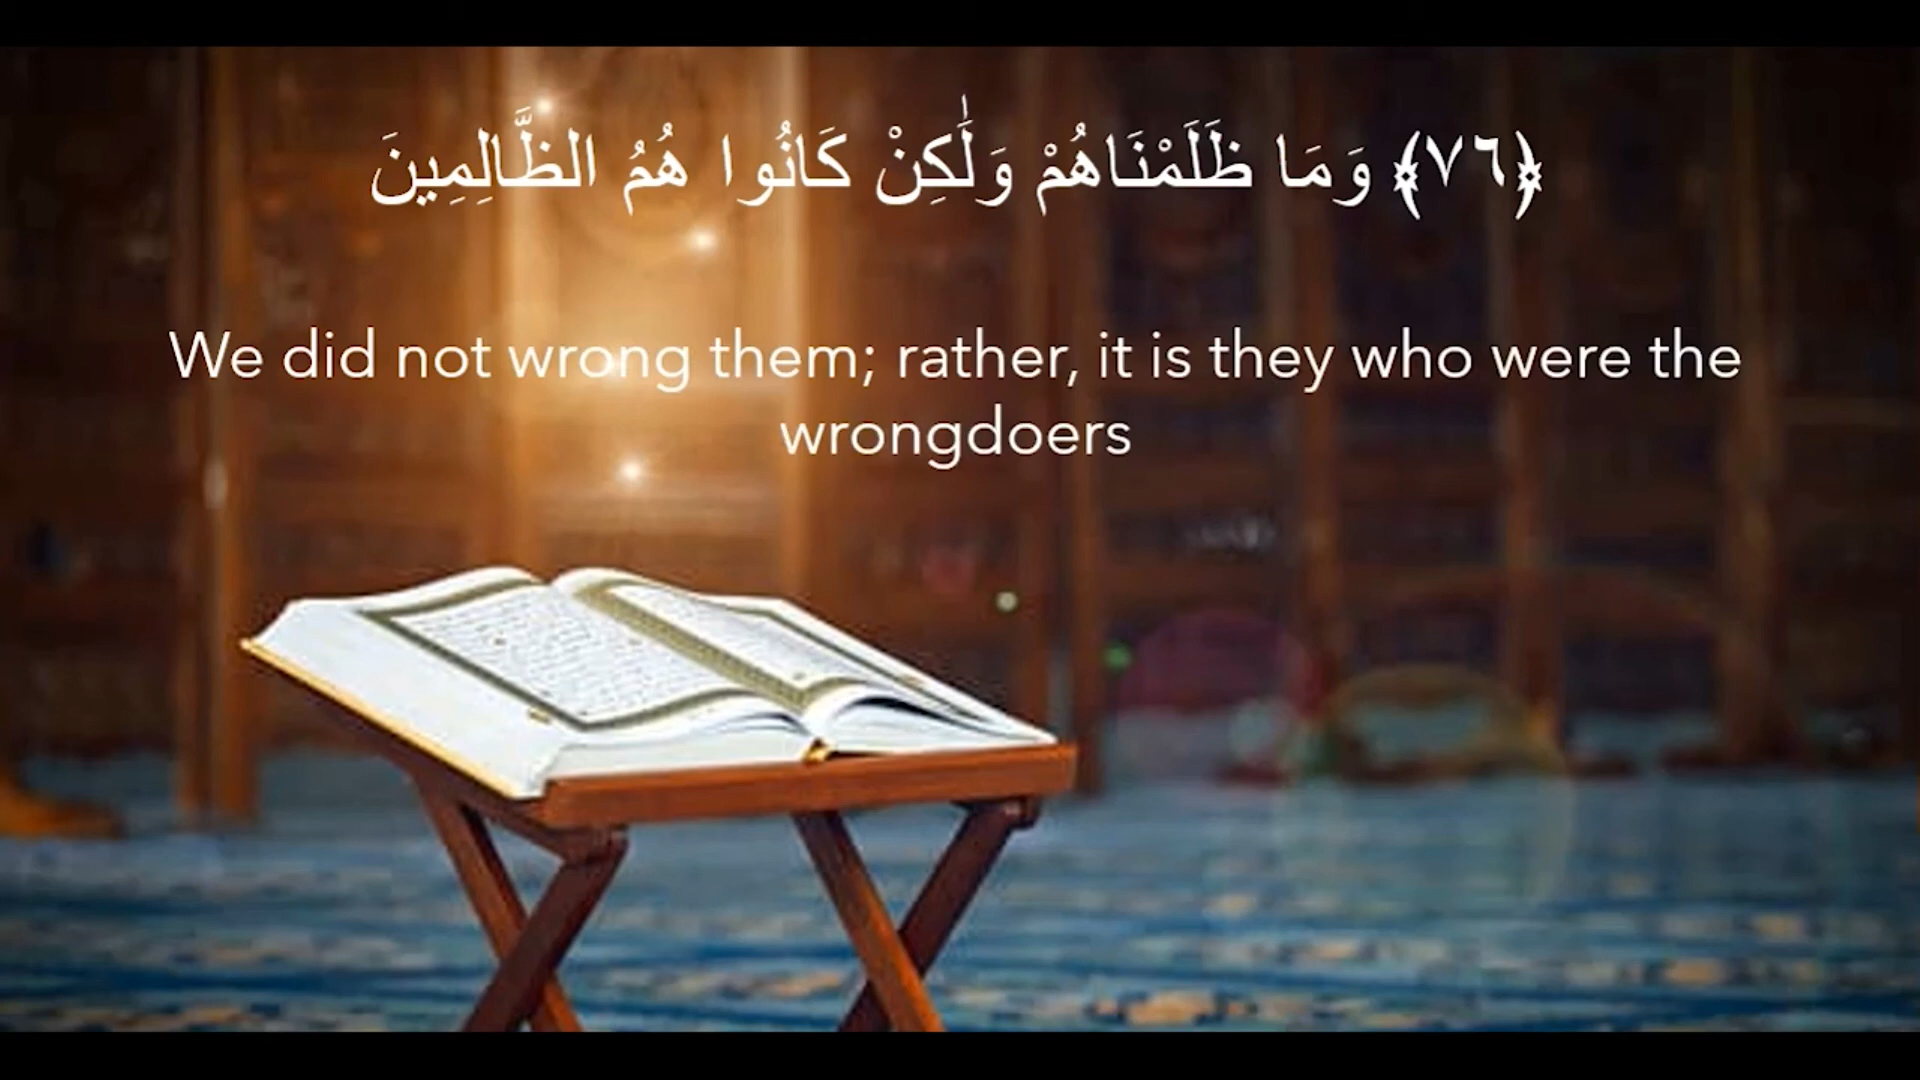 ﴿٧٦﴾ وَمَا ظَلَمْنَاهُمْ وَلَٰكِنْ كَانُوا هُمُ الظَّالِمِينَ
We did not wrong them; rather, it is they who were the
wrongdoers